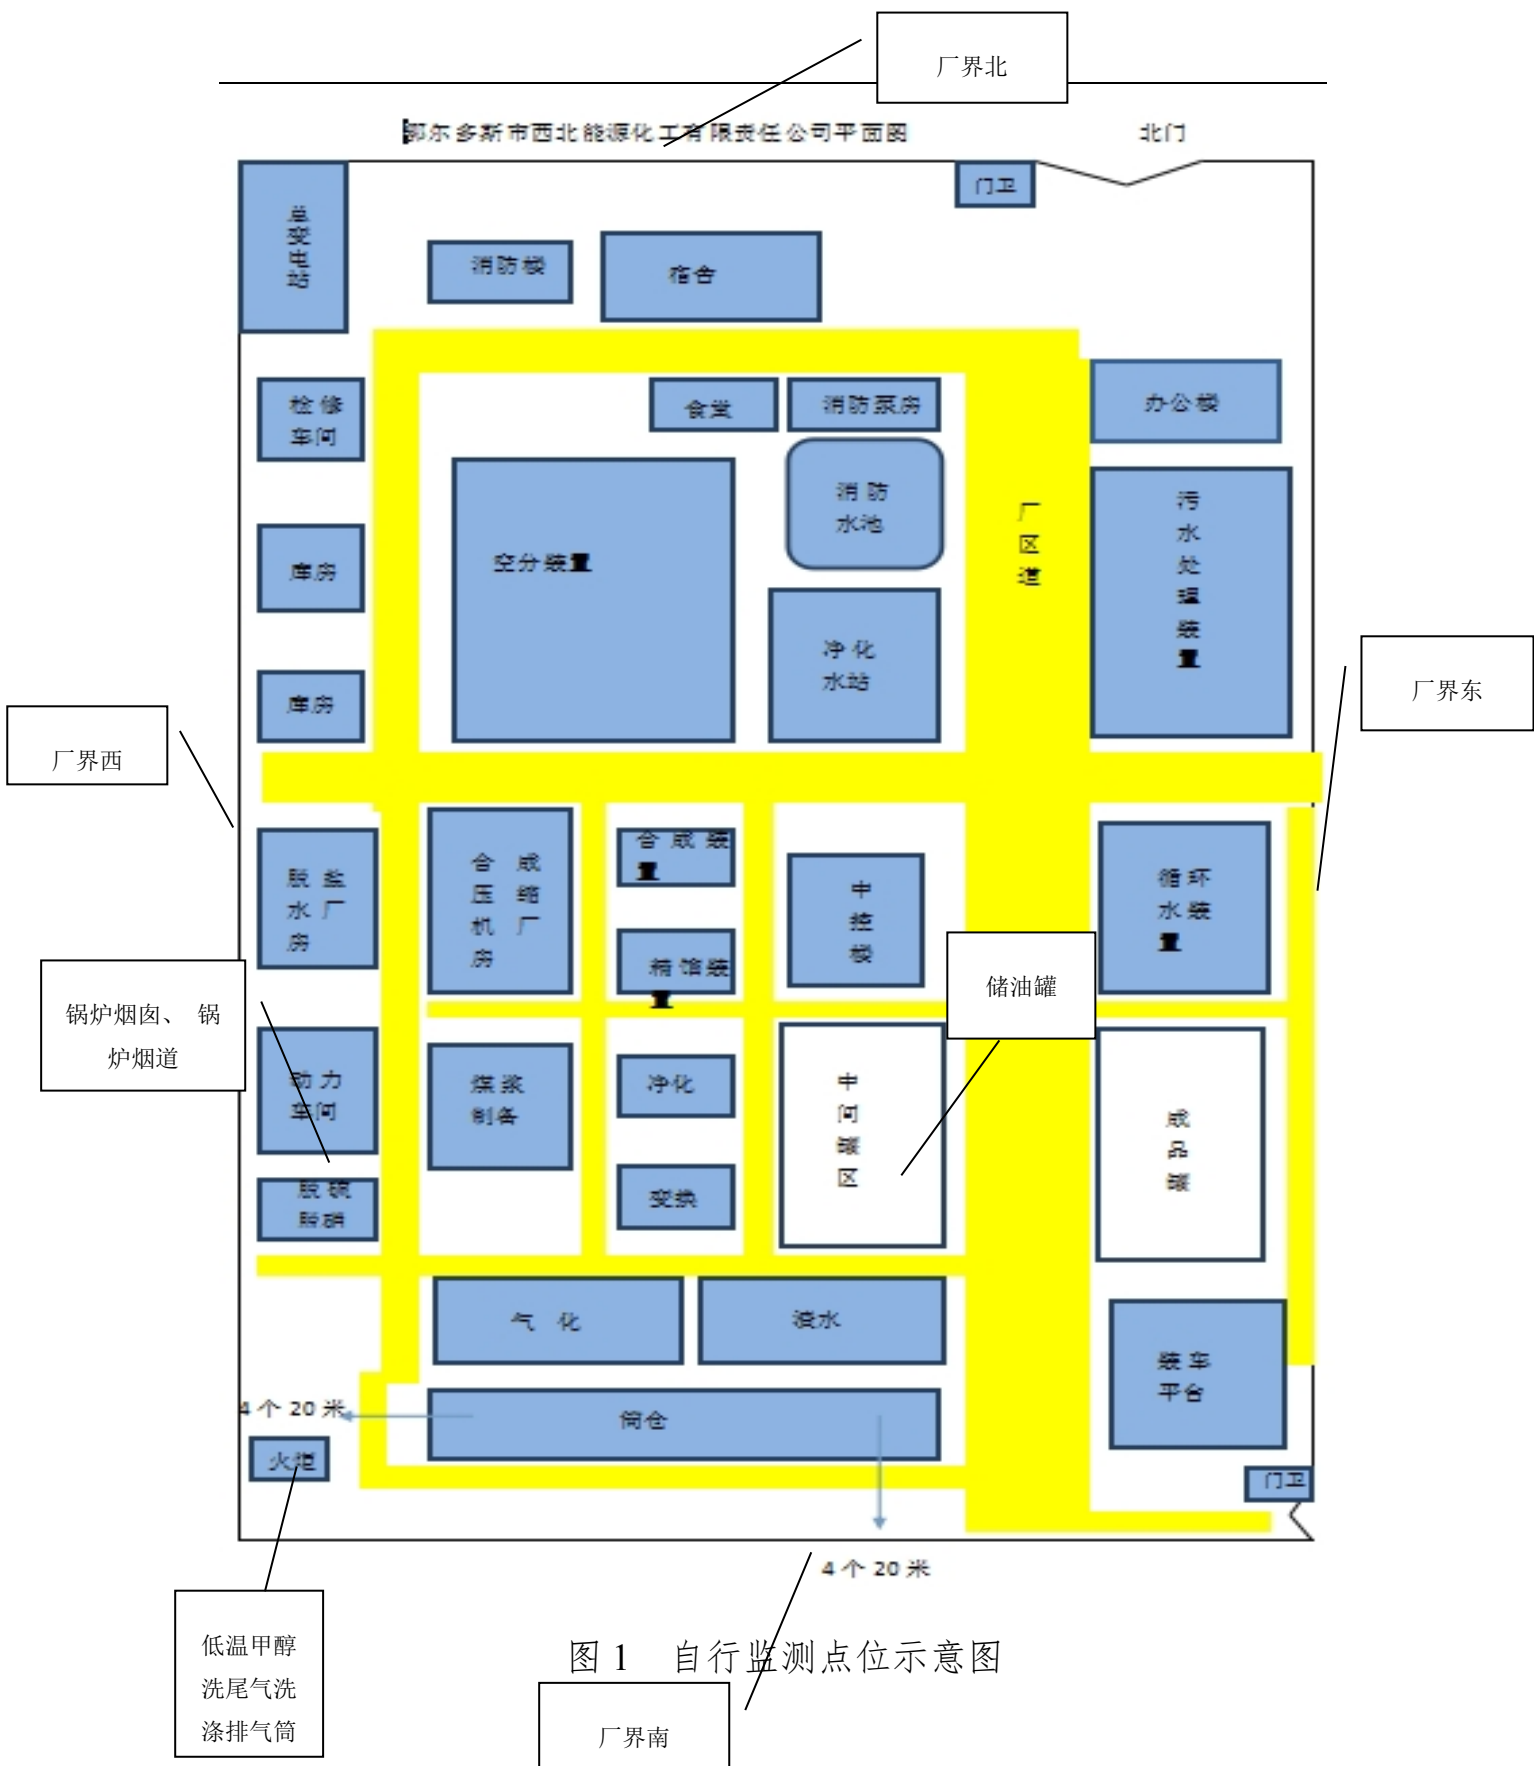 厂界北
鄂尔多斯市西北能源化工有限责任公司平面图
北门
门卫
总
变
电
站
消防楼
宿舍
检修
车间
食堂
消防泵房
办公楼
消防
水池
厂
区
道
污
水
处
理
装
置
空分装置
库房
净化
水站
库房
厂界东
厂界西
脱盐
水厂
房
合成
压缩
机厂
房
合成装
置
中
控
楼
循环
水装
置
精馏装
置
储油罐
锅炉烟囱、 锅
炉烟道
动力
车间
煤浆
制备
净化
中
间
罐
区
成
品
罐
脱硫
脱硝
变换
气 化
渣水
装车
平台
4 个 20 米
筒仓
火炬
门卫
4 个 20 米
低温甲醇
洗尾气洗
涤排气筒
图 1 自行监测点位示意图
厂界南